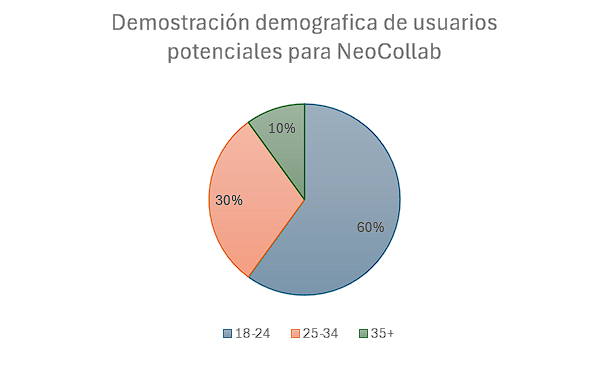 Demostración demografica de usuarios
potenciales para NeoCollab
10%
30%
60%
18-24 25-34 35+